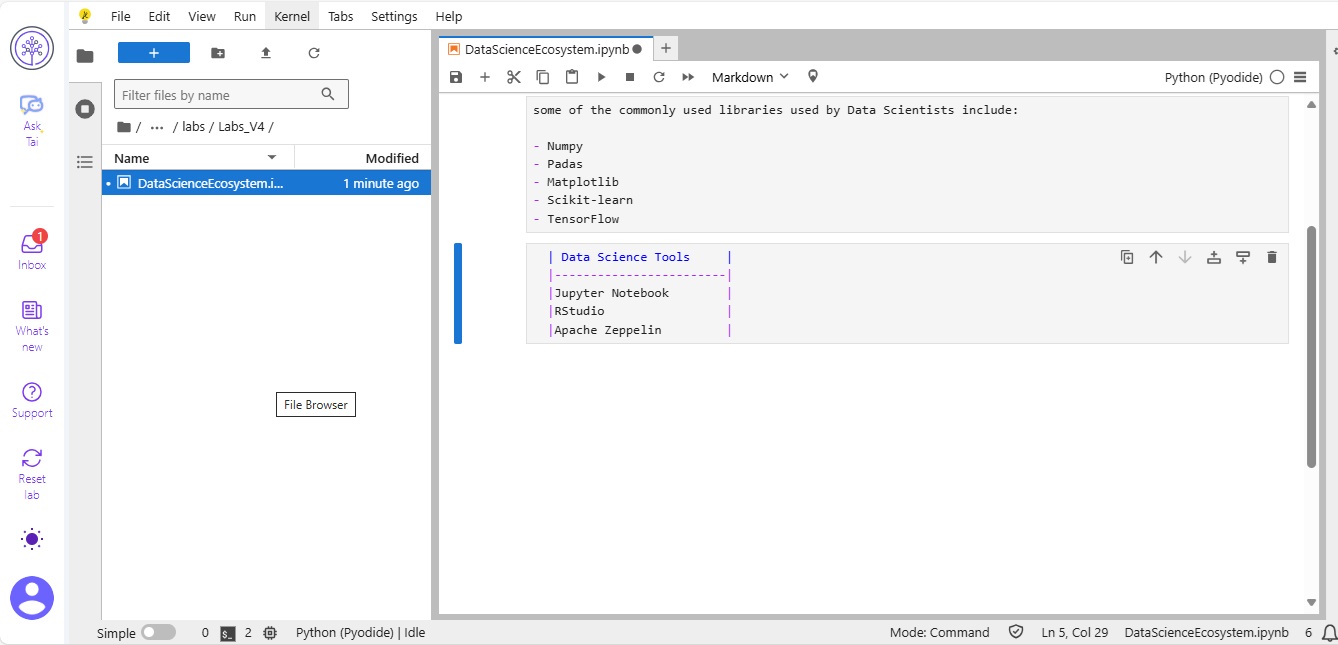 File Edit View Run Kernel Tabs Settings Help
Ask
Tai
1
Inbox
What's
new
Support
Reset
lab
+
Filter files by name
/ ... / labs / Labs_V4 /
Name Modified
DataScienceEcosystem.i... 1 minute ago
File Browser
DataScienceEcosystem.ipynb
+
Markdown
Python (Pyodide)
some of the commonly used libraries used by Data Scientists include:
- Numpy
- Padas
- Matplotlib
- Scikit-learn
- TensorFlow
| Data Science Tools |
|------------------------|
|Jupyter Notebook |
|RStudio |
|Apache Zeppelin |
Simple 0 $_ 2 Python (Pyodide) | Idle Mode: Command Ln 5, Col 29 DataScienceEcosystem.ipynb 6